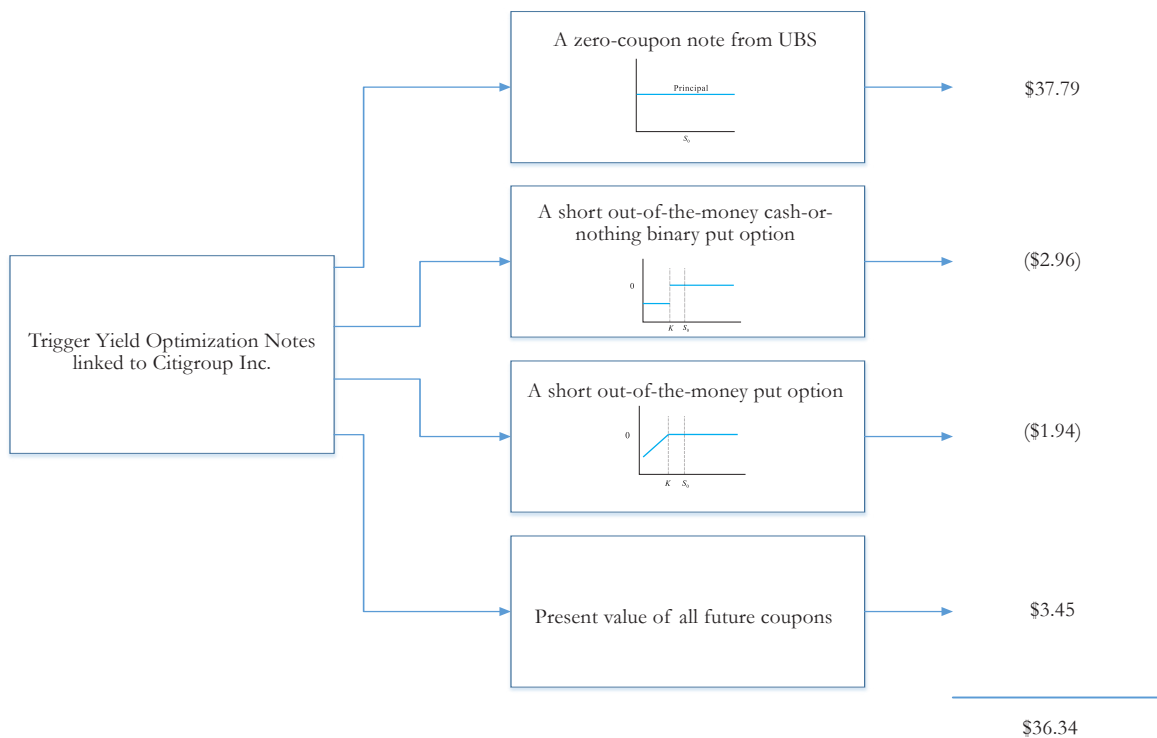 A zero-coupon note from UBS
Principal
S₀
$37.79
A short out-of-the-money cash-or-
nothing binary put option
0
K S₀
($2.96)
Trigger Yield Optimization Notes
linked to Citigroup Inc.
A short out-of-the-money put option
0
K S₀
($1.94)
Present value of all future coupons
$3.45
$36.34